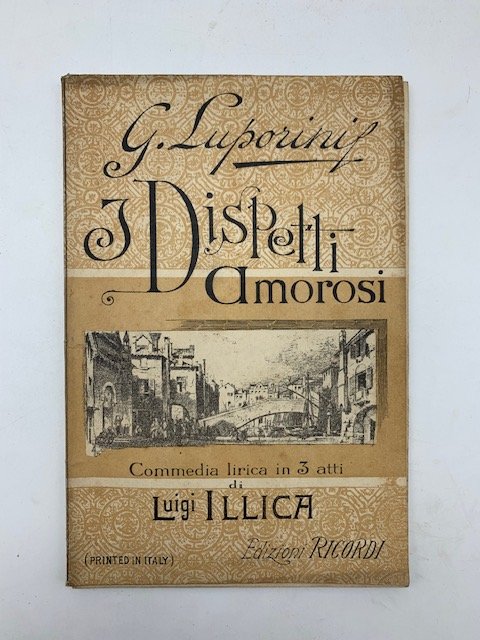 G. Luporini
I Dispetti
amorosi
Commedia lirica in 3 atti
di
Luigi ILLICA
Edizioni RICORDI
(PRINTED IN ITALY)